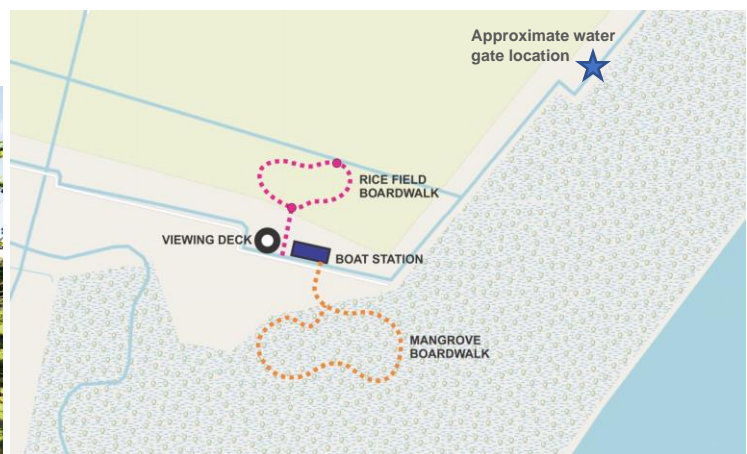 Approximate water
gate location
RICE FIELD
BOARDWALK
VIEWING DECK
BOAT STATION
MANGROVE
BOARDWALK